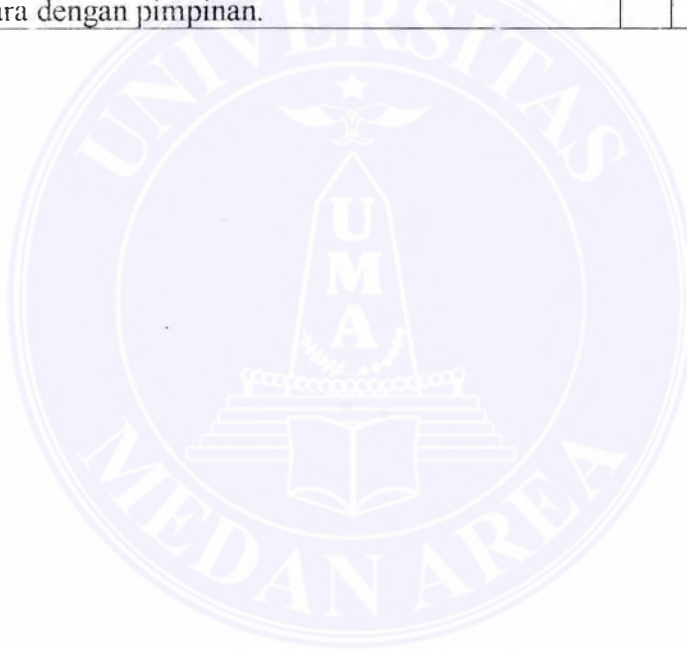 ara dengan pimpinan.
UNIVERSITAS
U
M
A
MEDAN AREA